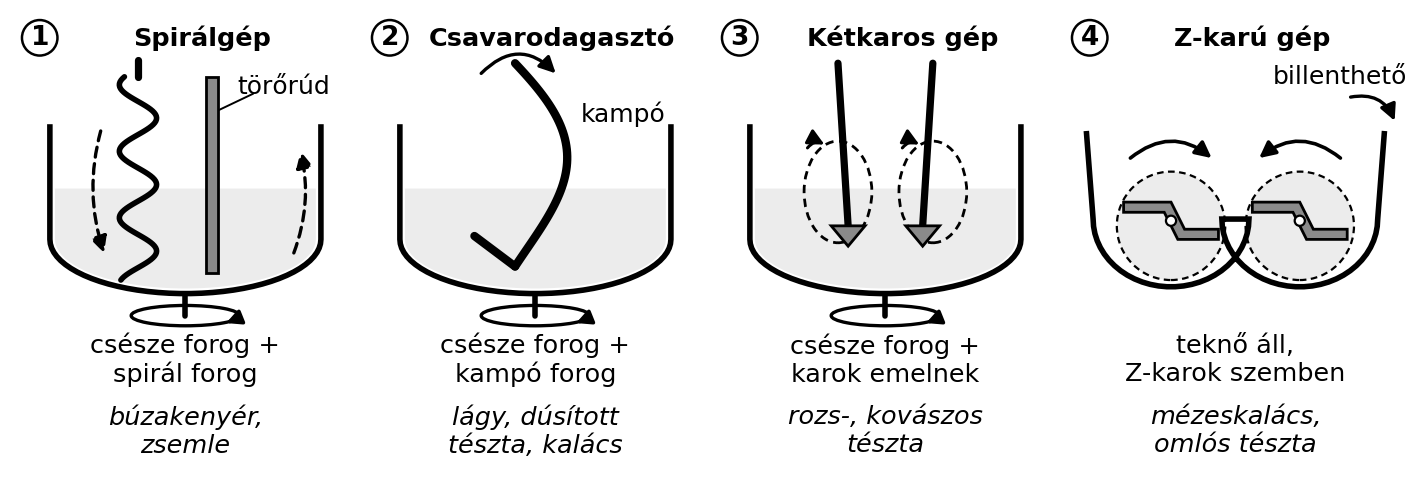 1 Spirálgép
törőrúd
csésze forog +
spirál forog
búzakenyér,
zsemle
2 Csavarodagasztó
kampó
csésze forog +
kampó forog
lágy, dúsított
tészta, kalács
3 Kétkaros gép
csésze forog +
karok emelnek
rozs-, kovászos
tészta
4 Z-karú gép
billenthető
teknő áll,
Z-karok szemben
mézeskalács,
omlós tészta